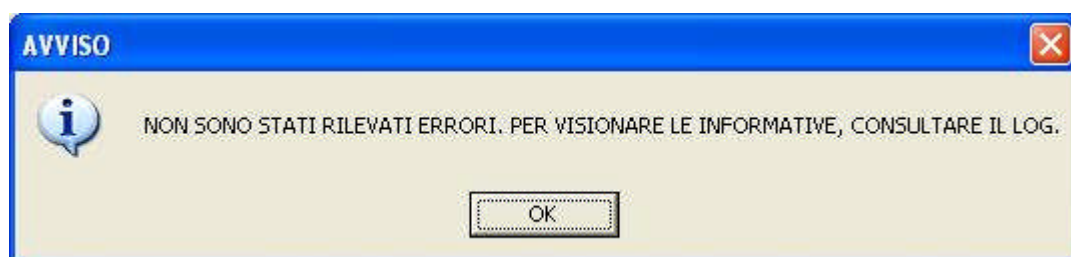 AVVISO
NON SONO STATI RILEVATI ERRORI. PER VISIONARE LE INFORMATIVE, CONSULTARE IL LOG.
OK